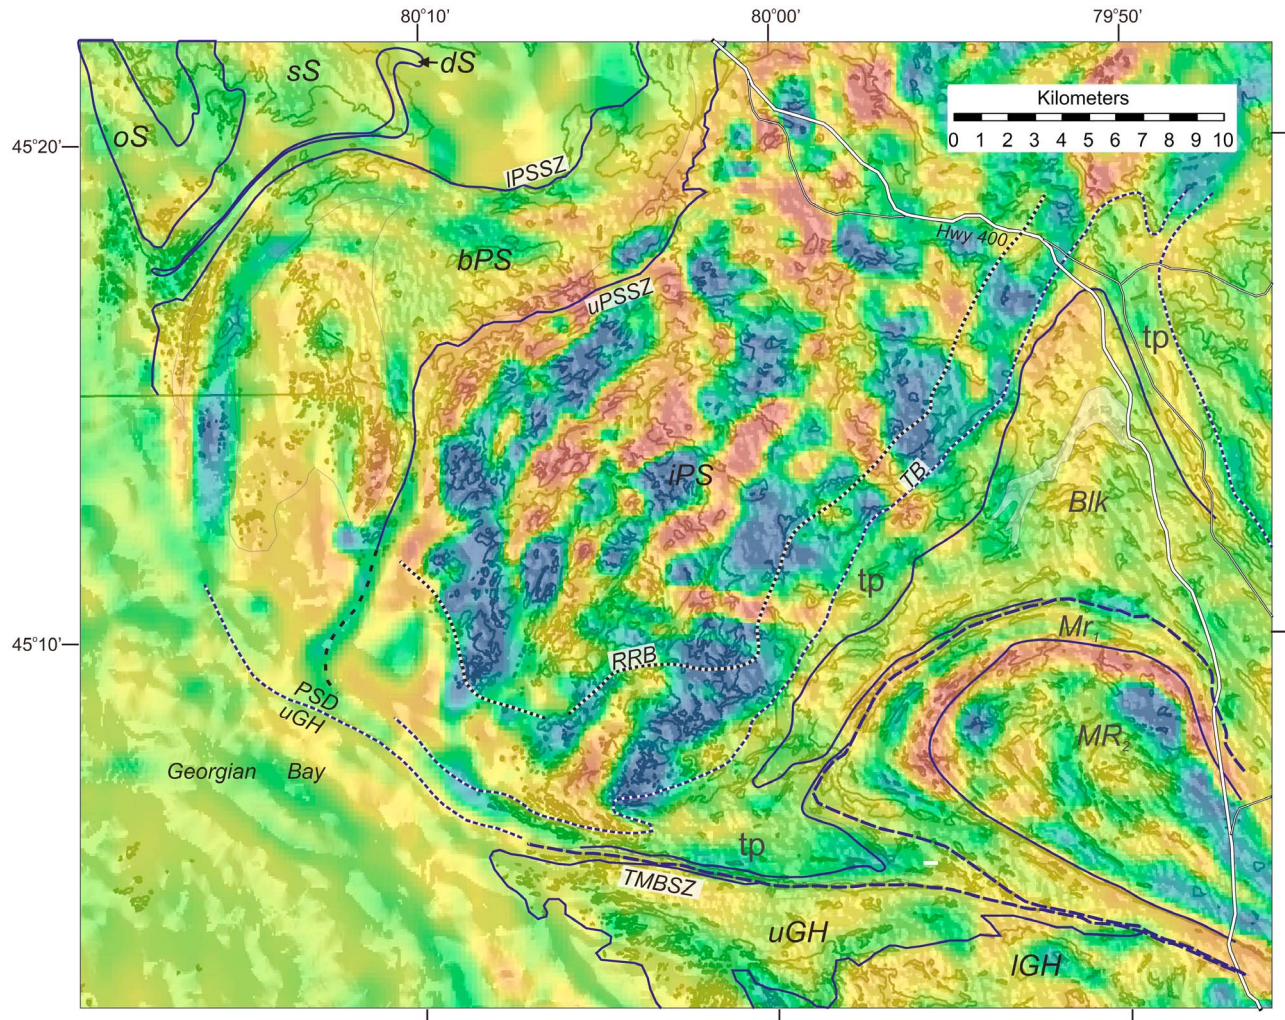 80°10' 80°00' 79°50'
sS dS
oS
Kilometers
0 1 2 3 4 5 6 7 8 9 10
45°20'
lPSSZ
Hwy 400
bPS
uPSSZ
tp
iPS
TB
Blk
tp
45°10'
Mr1
RRB
PSD
uGH
MR2
Georgian Bay
tp
TMBSZ
uGH
lGH